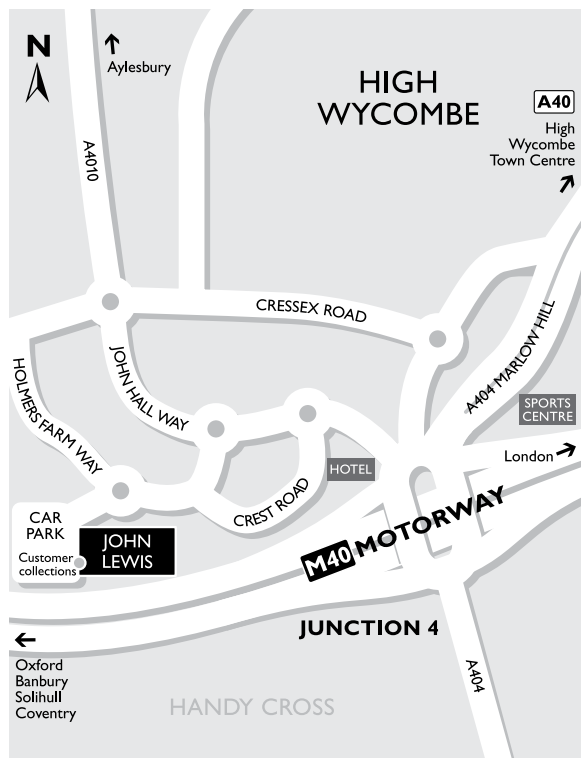 N
Aylesbury
HIGH
WYCOMBE
A40
High
Wycombe
Town Centre
A4010
CRESSEX ROAD
A404 MARLOW HILL
JOHN HALL WAY
HOLMERS FARM WAY
SPORTS
CENTRE
London
HOTEL
CREST ROAD
CAR
PARK
Customer
collections
JOHN
LEWIS
M40 MOTORWAY
JUNCTION 4
Oxford
Banbury
Solihull
Coventry
A404
HANDY CROSS